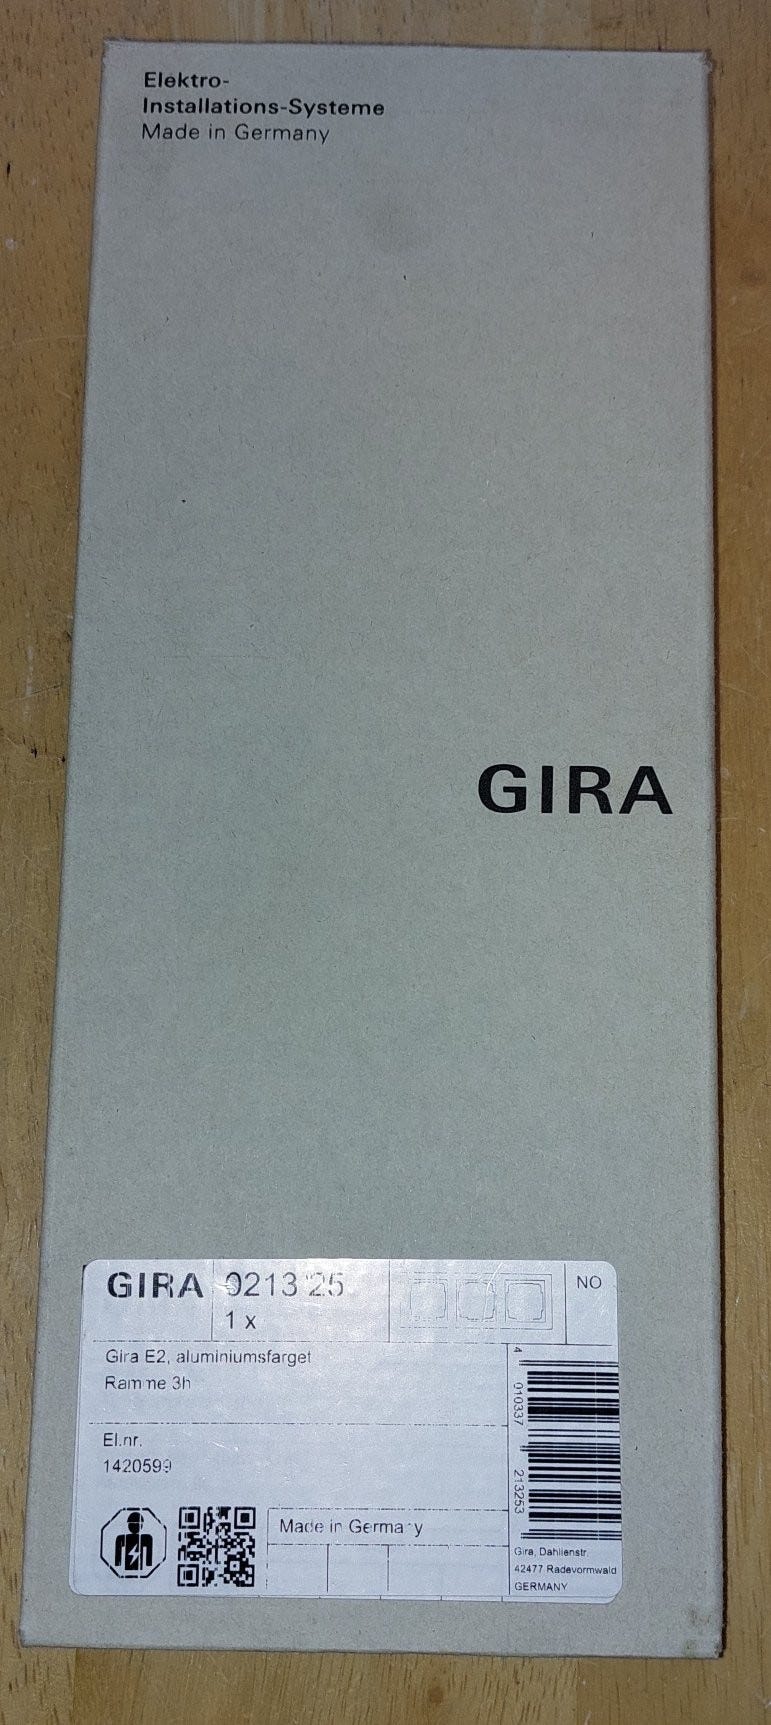 Elektro-
Installations-Systeme
Made in Germany
GIRA
GIRA 0213 25
1 x
NO
Gira E2, aluminiumsfarget
Ramme 3h
El.nr.
1420599
Made in Germany
4 010337 213253
Gira, Dahlienstr.
42477 Radevormwald
GERMANY